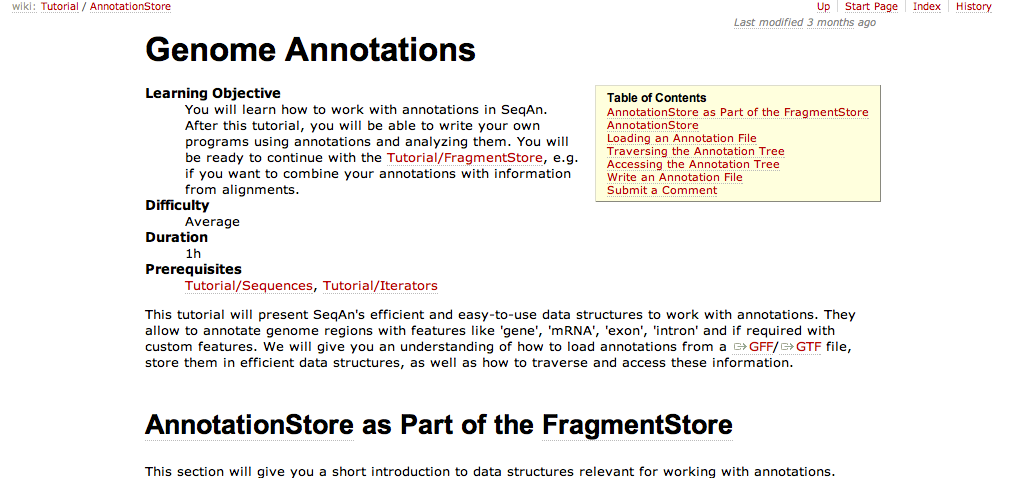 wiki: Tutorial / AnnotationStore
Up | Start Page | Index | History
Last modified 3 months ago
Genome Annotations
Learning Objective
You will learn how to work with annotations in SeqAn.
After this tutorial, you will be able to write your own
programs using annotations and analyzing them. You will
be ready to continue with the Tutorial/FragmentStore, e.g.
if you want to combine your annotations with information
from alignments.
Difficulty
Average
Duration
1h
Prerequisites
Tutorial/Sequences, Tutorial/Iterators
Table of Contents
AnnotationStore as Part of the FragmentStore
AnnotationStore
Loading an Annotation File
Traversing the Annotation Tree
Accessing the Annotation Tree
Write an Annotation File
Submit a Comment
This tutorial will present SeqAn's efficient and easy-to-use data structures to work with annotations. They
allow to annotate genome regions with features like 'gene', 'mRNA', 'exon', 'intron' and if required with
custom features. We will give you an understanding of how to load annotations from a GFF/ GTF file,
store them in efficient data structures, as well as how to traverse and access these information.
AnnotationStore as Part of the FragmentStore
This section will give you a short introduction to data structures relevant for working with annotations.